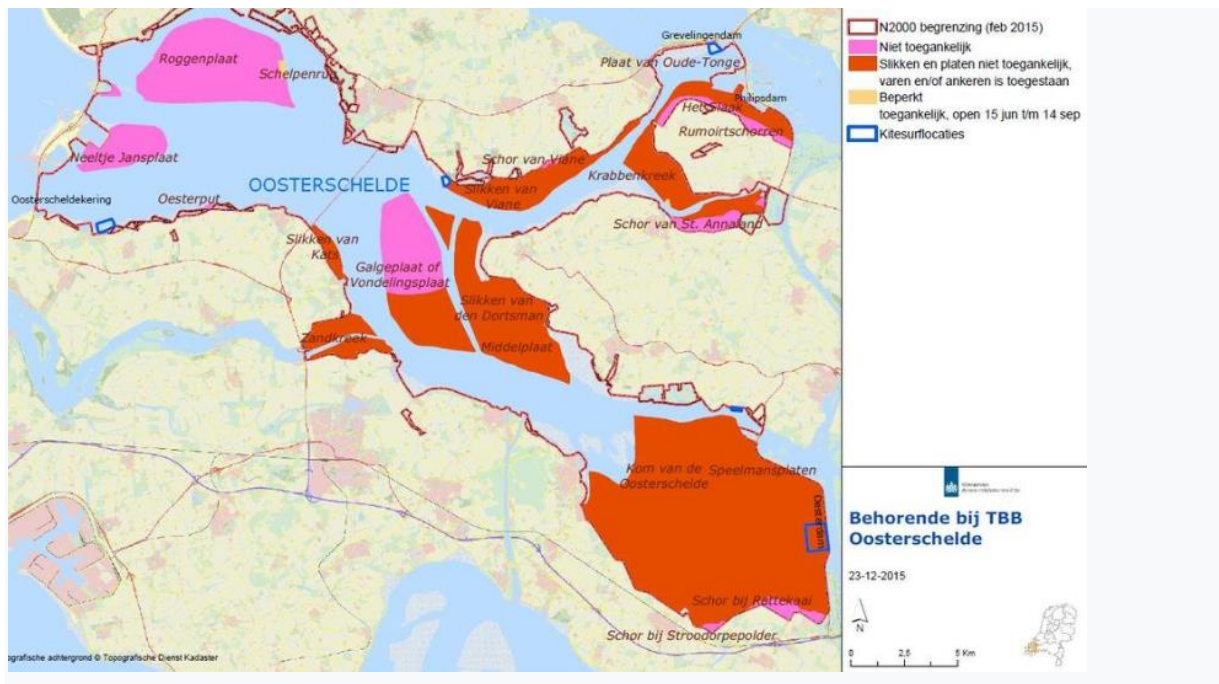 Roggenplaat
Schelpenrug
Neeltje Jansplaat
Oosterscheldekering
Oesterput
OOSTERSCHELDE
Grevelingendam
Plaat van Oude-Tonge
Philipsdam
Het Slaak
Rumoirtschorren
Schor van Viane
Slikken van
Viane
Krabbenkreek
Schor van St. Annaland
Slikken van
Kats
Galgeplaat of
Vondelingsplaat
Slikken van
den Dortsman
Zandkreek
Middelplaat
Kom van de
Oosterschelde
Speelmansplaten
Oesterdam
Schor bij Rattekaai
Schor bij Stroodorpepolder
ografische achtergrond © Topografische Dienst Kadaster
N2000 begrenzing (feb 2015)
Niet toegankelijk
Slikken en platen niet toegankelijk,
varen en/of ankeren is toegestaan
Beperkt
toegankelijk, open 15 jun t/m 14 sep
Kitesurflocaties
Behorende bij TBB
Oosterschelde
23-12-2015
N
0 2,5 5 Km